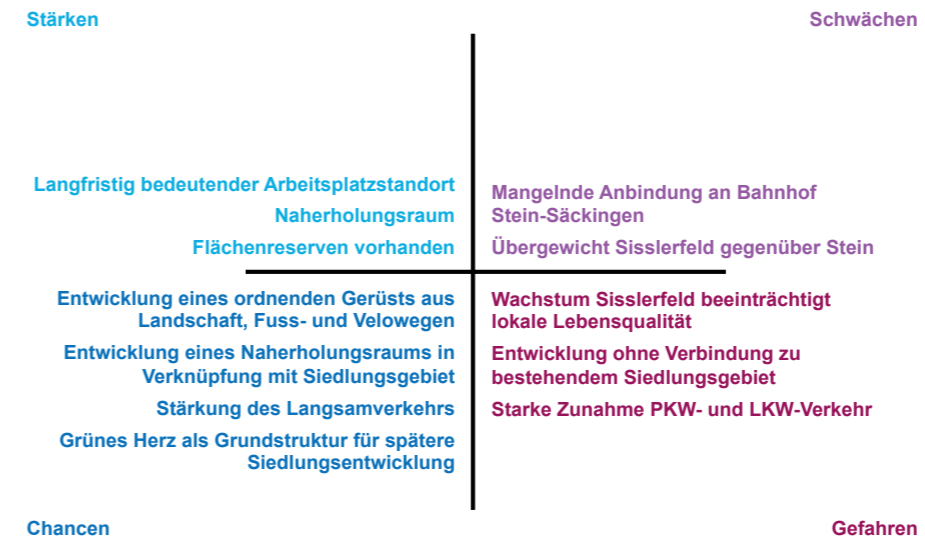 Stärken
Schwächen
Langfristig bedeutender Arbeitsplatzstandort
Naherholungsraum
Flächenreserven vorhanden
Mangelnde Anbindung an Bahnhof
Stein-Säckingen
Übergewicht Sisslerfeld gegenüber Stein
Entwicklung eines ordnenden Gerüsts aus
Landschaft, Fuss- und Velowegen
Entwicklung eines Naherholungsraums in
Verknüpfung mit Siedlungsgebiet
Stärkung des Langsamverkehrs
Grünes Herz als Grundstruktur für spätere
Siedlungsentwicklung
Wachstum Sisslerfeld beeinträchtigt
lokale Lebensqualität
Entwicklung ohne Verbindung zu
bestehendem Siedlungsgebiet
Starke Zunahme PKW- und LKW-Verkehr
Chancen
Gefahren